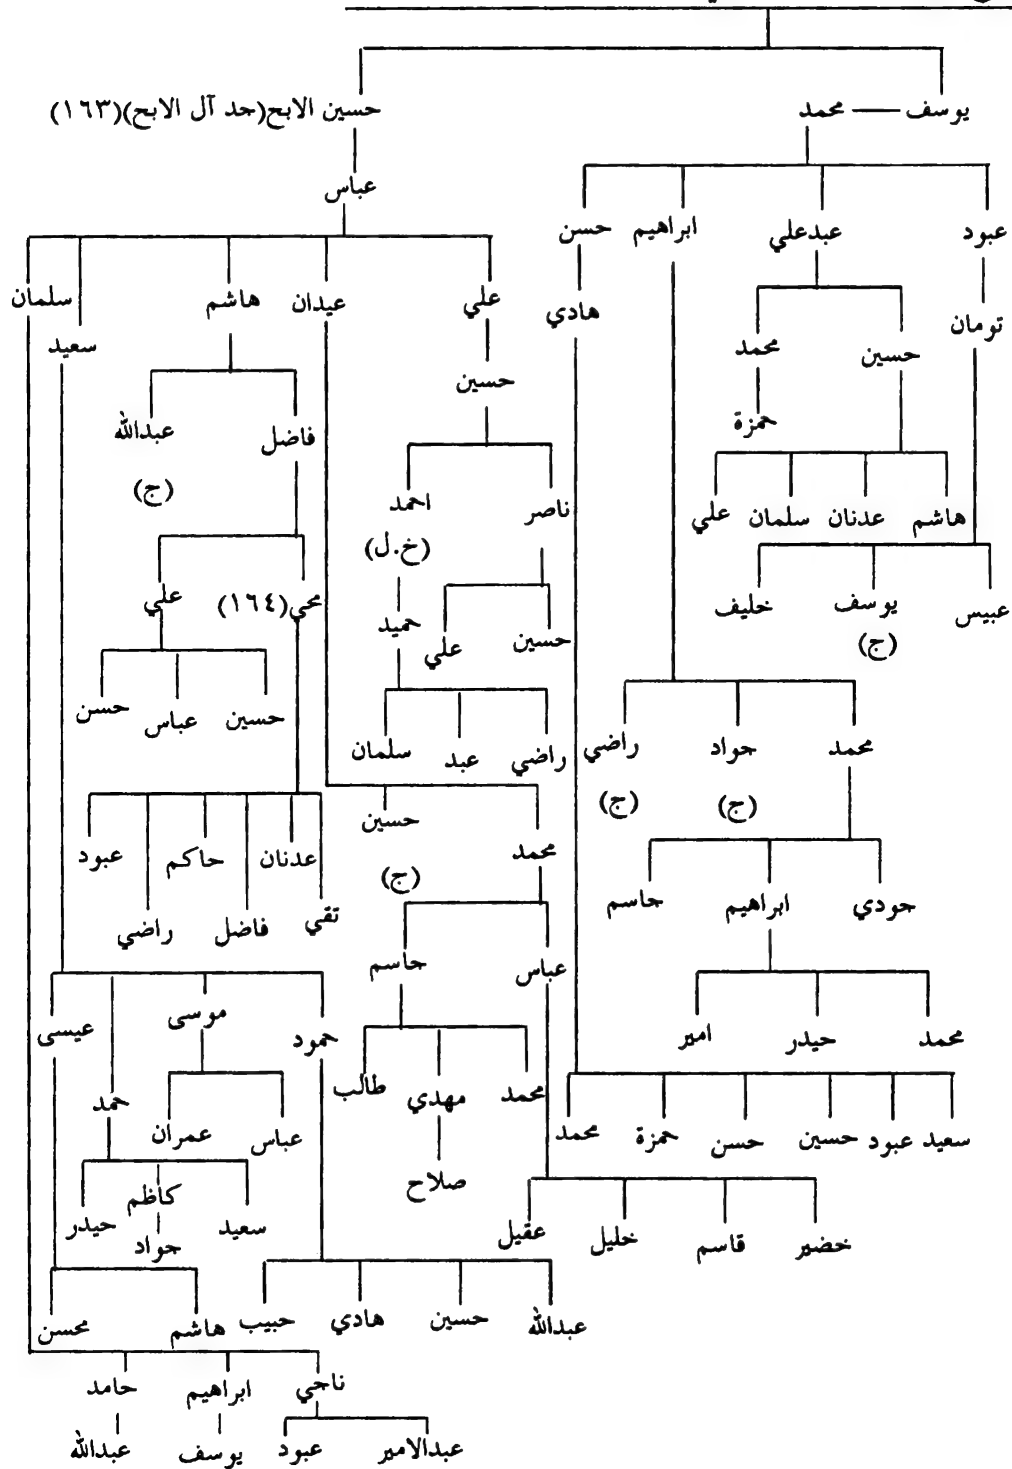 يوسف — محمد
حسين الابح(جد آل الابح)(١٦٣)
عباس
عبود
عبدعلي
ابراهيم
حسن
علي
عيدان
هاشم
سعيد
سلمان
تومان
حسين
محمد
هادي
حمزة
حسين
فاضل
عبدالله
(ج)
هاشم
عدنان
سلمان
علي
ناصر
احمد
(خ.ل)
عبيس
يوسف
(ج)
خليف
حسين
علي
حميد
محي(١٦٤)
علي
حسين
عباس
حسن
محمد
جواد
(ج)
راضي
(ج)
راضي
عبد
سلمان
حسين
(ج)
محمد
تقي
عدنان
فاضل
حاكم
راضي
عبود
جودي
ابراهيم
جاسم
عباس
جاسم
محمد
حيدر
امير
حمود
موسى
حمد
عيسى
محمد
مهدي
طالب
صلاح
عباس
عمران
سعيد
عبود
حسين
حسن
حمزة
محمد
سعيد
كاظم
حيدر
جواد
خضير
قاسم
خليل
عقيل
عبدالله
حسين
هادي
حبيب
هاشم
محسن
ناجي
ابراهيم
حامد
عبدالامير
عبود
يوسف
عبدالله